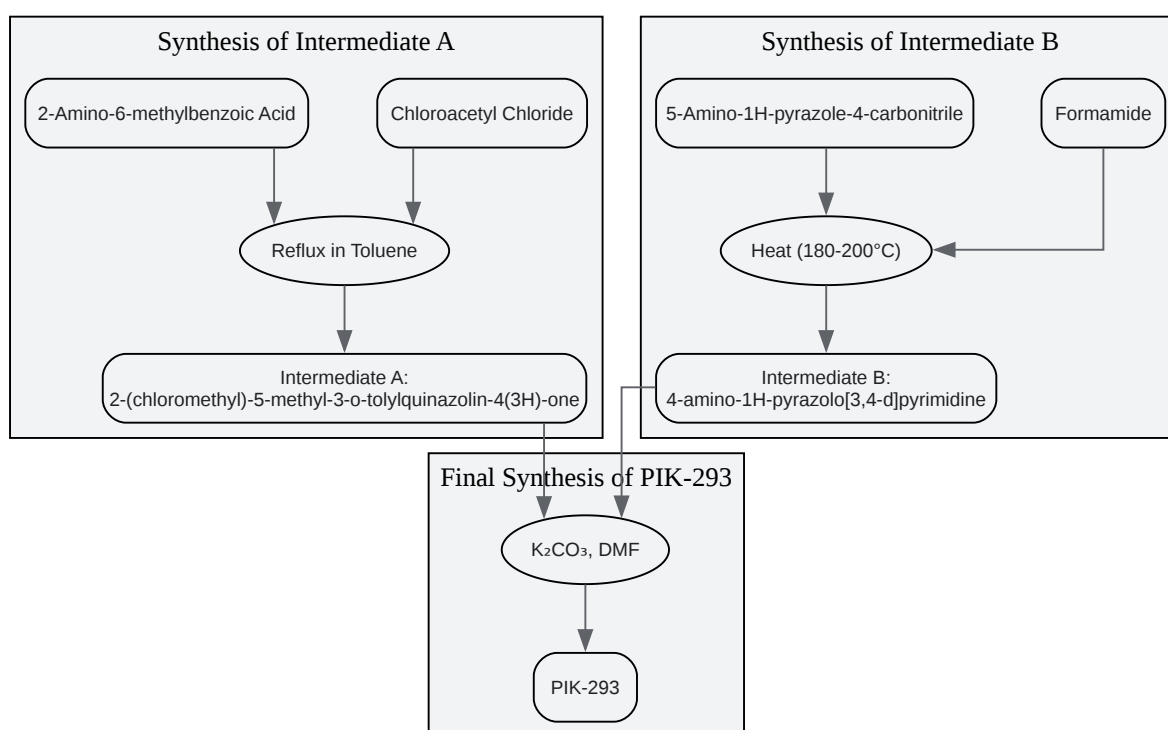 Synthesis of Intermediate A
2-Amino-6-methylbenzoic Acid
Chloroacetyl Chloride
Reflux in Toluene
Intermediate A:
2-(chloromethyl)-5-methyl-3-o-tolylquinazolin-4(3H)-one
Synthesis of Intermediate B
5-Amino-1H-pyrazole-4-carbonitrile
Formamide
Heat (180-200°C)
Intermediate B:
4-amino-1H-pyrazolo[3,4-d]pyrimidine
Final Synthesis of PIK-293
K₂CO₃, DMF
PIK-293